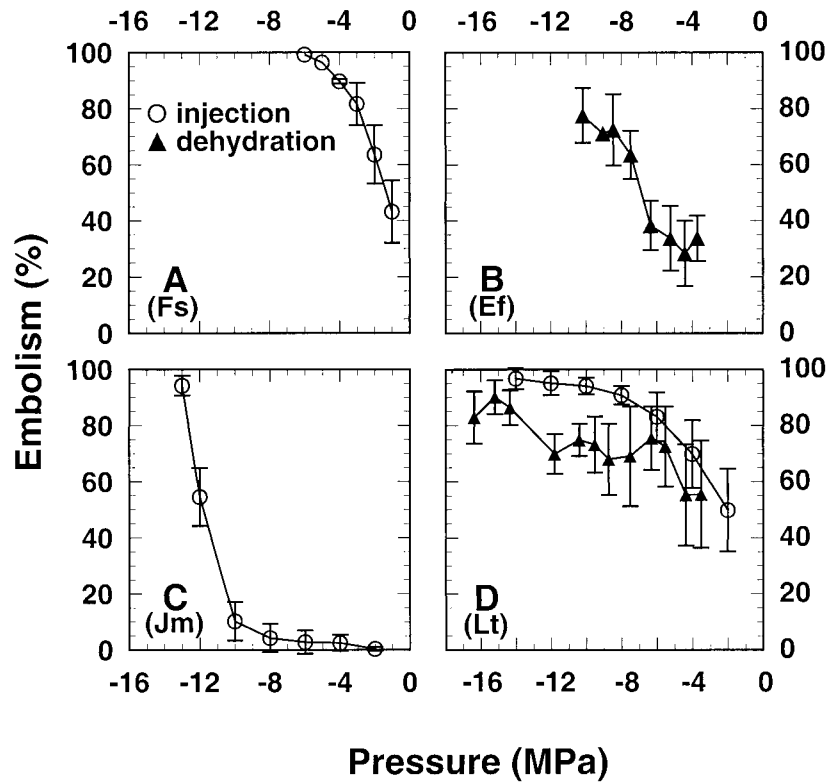 -16 -12 -8 -4 0 -16 -12 -8 -4 0
100 100
80 80
60 60
40 40
20 20
0 0
injection
dehydration
A
(Fs)
B
(Ef)
Embolism (%)
100 100
80 80
60 60
40 40
20 20
0 0
C
(Jm)
D
(Lt)
-16 -12 -8 -4 0 -16 -12 -8 -4 0
Pressure (MPa)